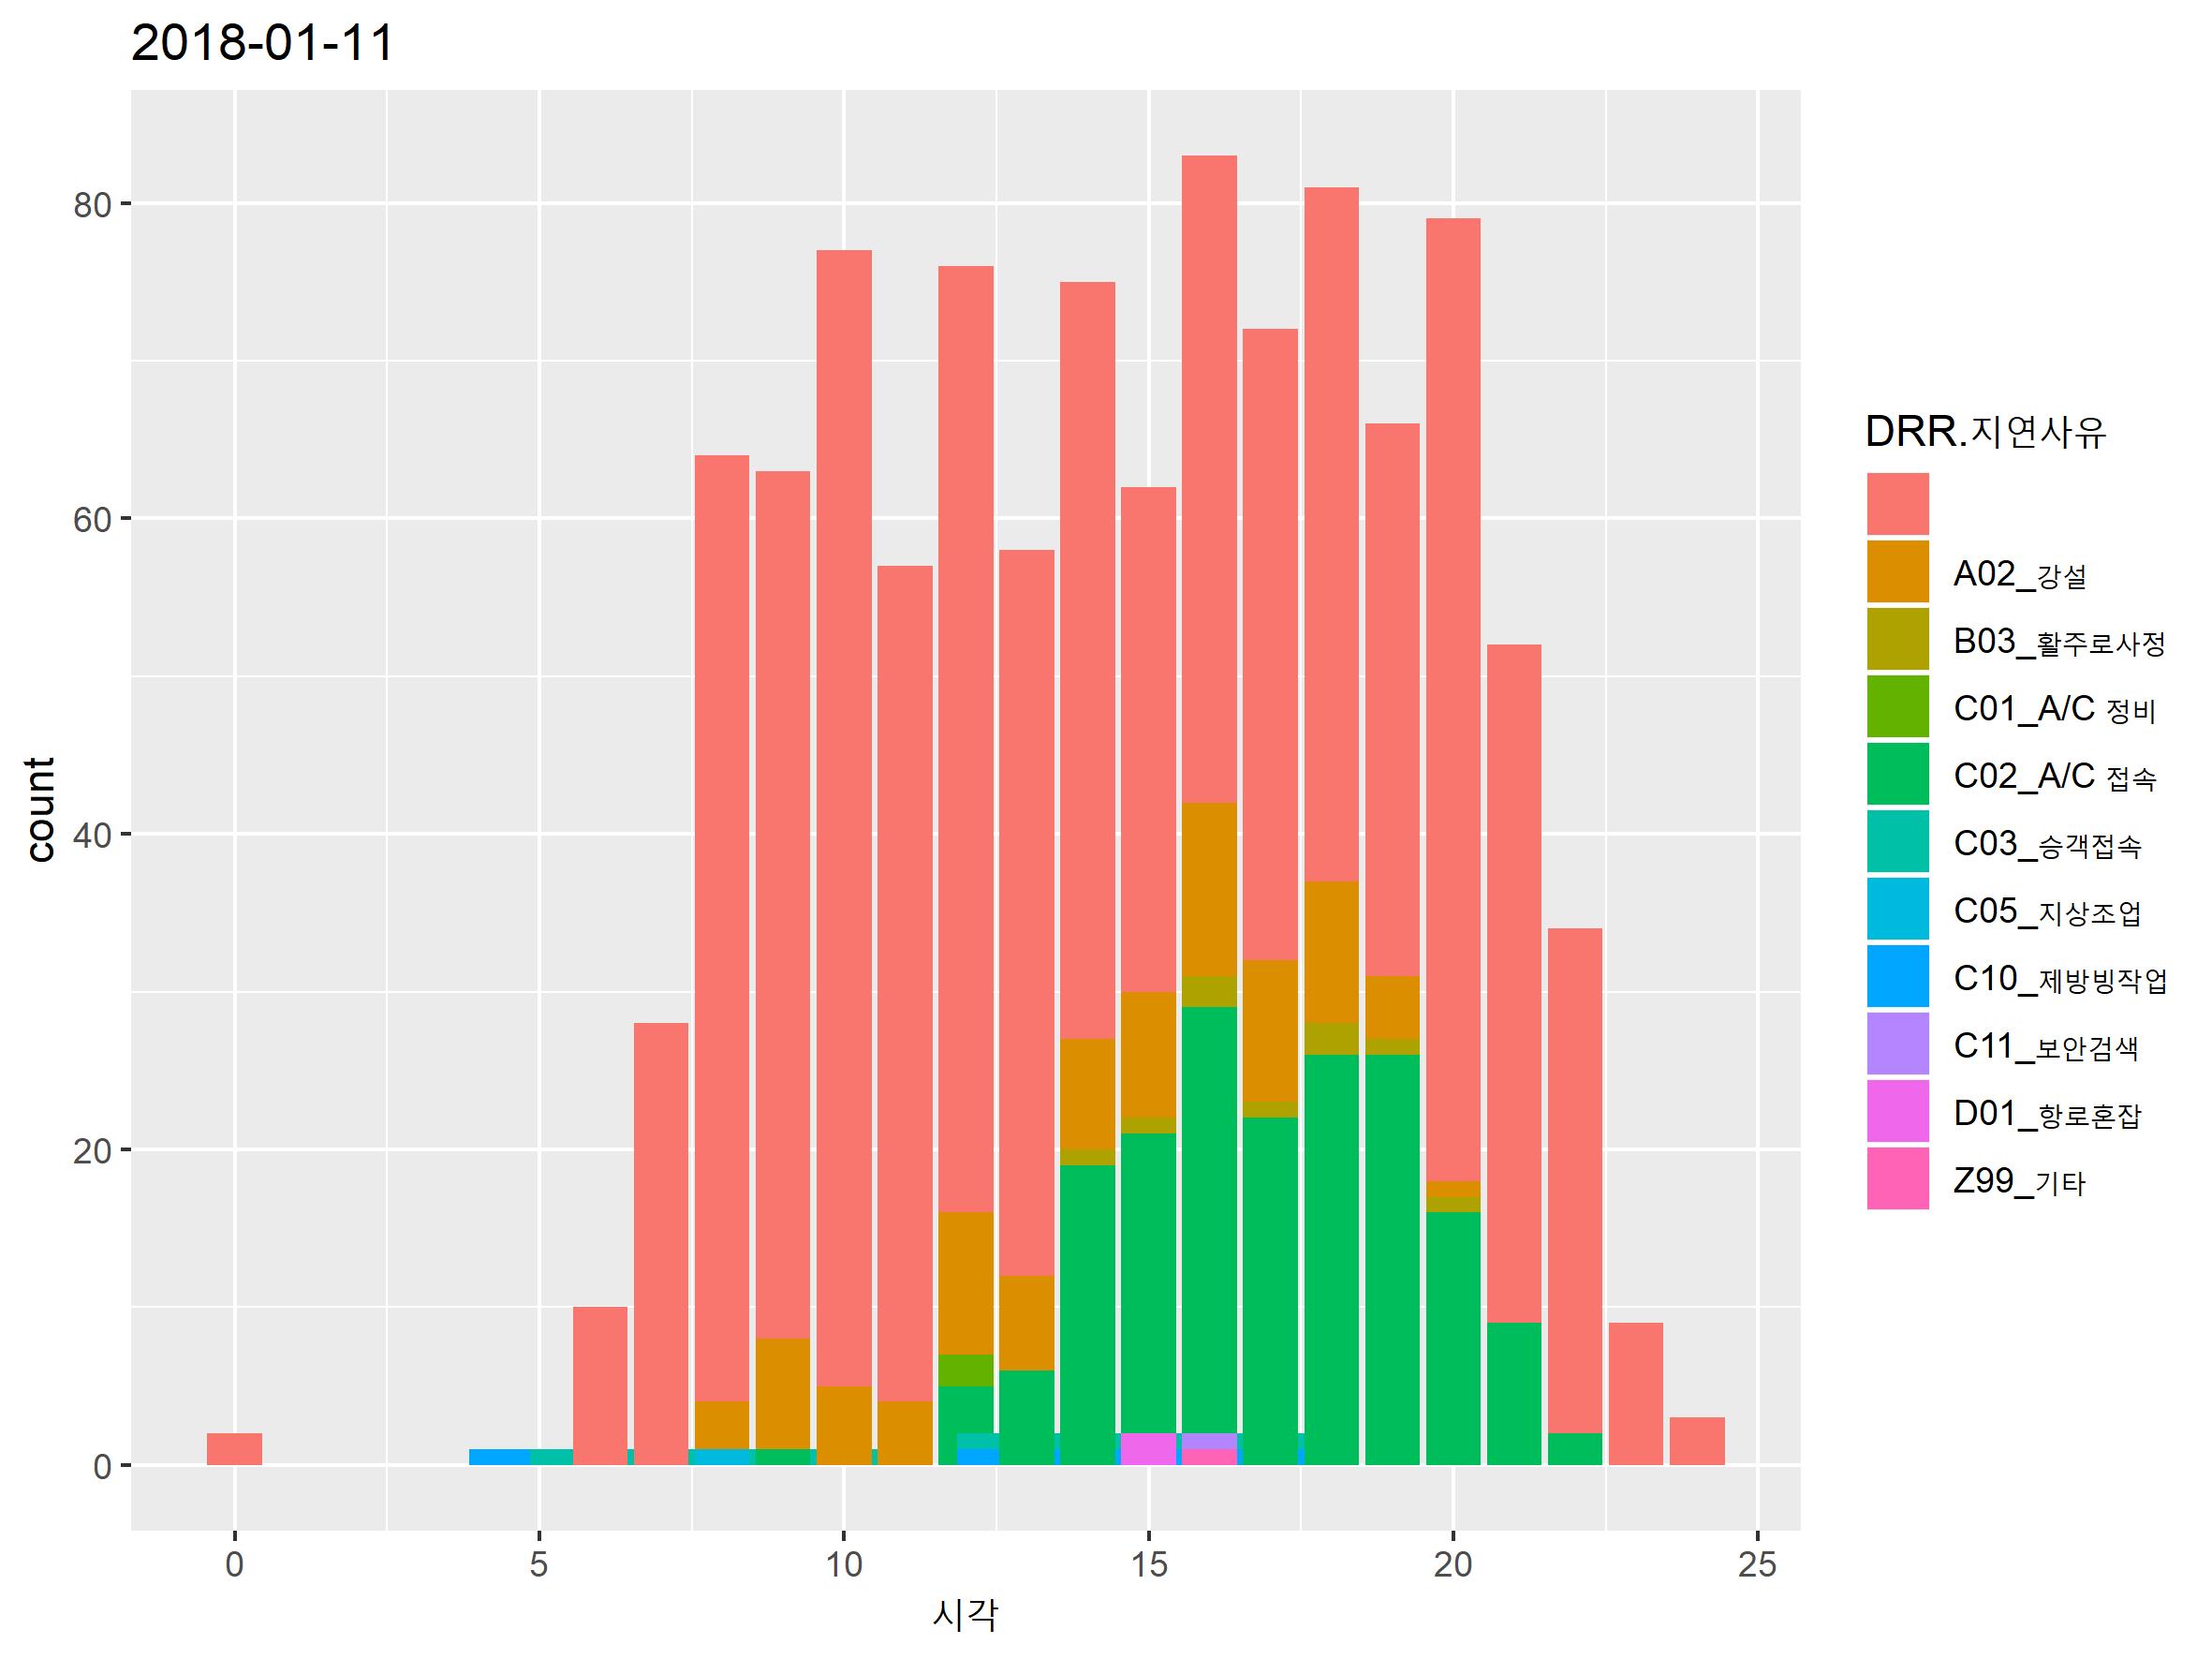 2018-01-11
80
60
40
20
0
count
0 5 10 15 20 25
시각
DRR.지연사유
A02_강설
B03_활주로사정
C01_A/C 정비
C02_A/C 접속
C03_승객접속
C05_지상조업
C10_제방빙작업
C11_보안검색
D01_항로혼잡
Z99_기타